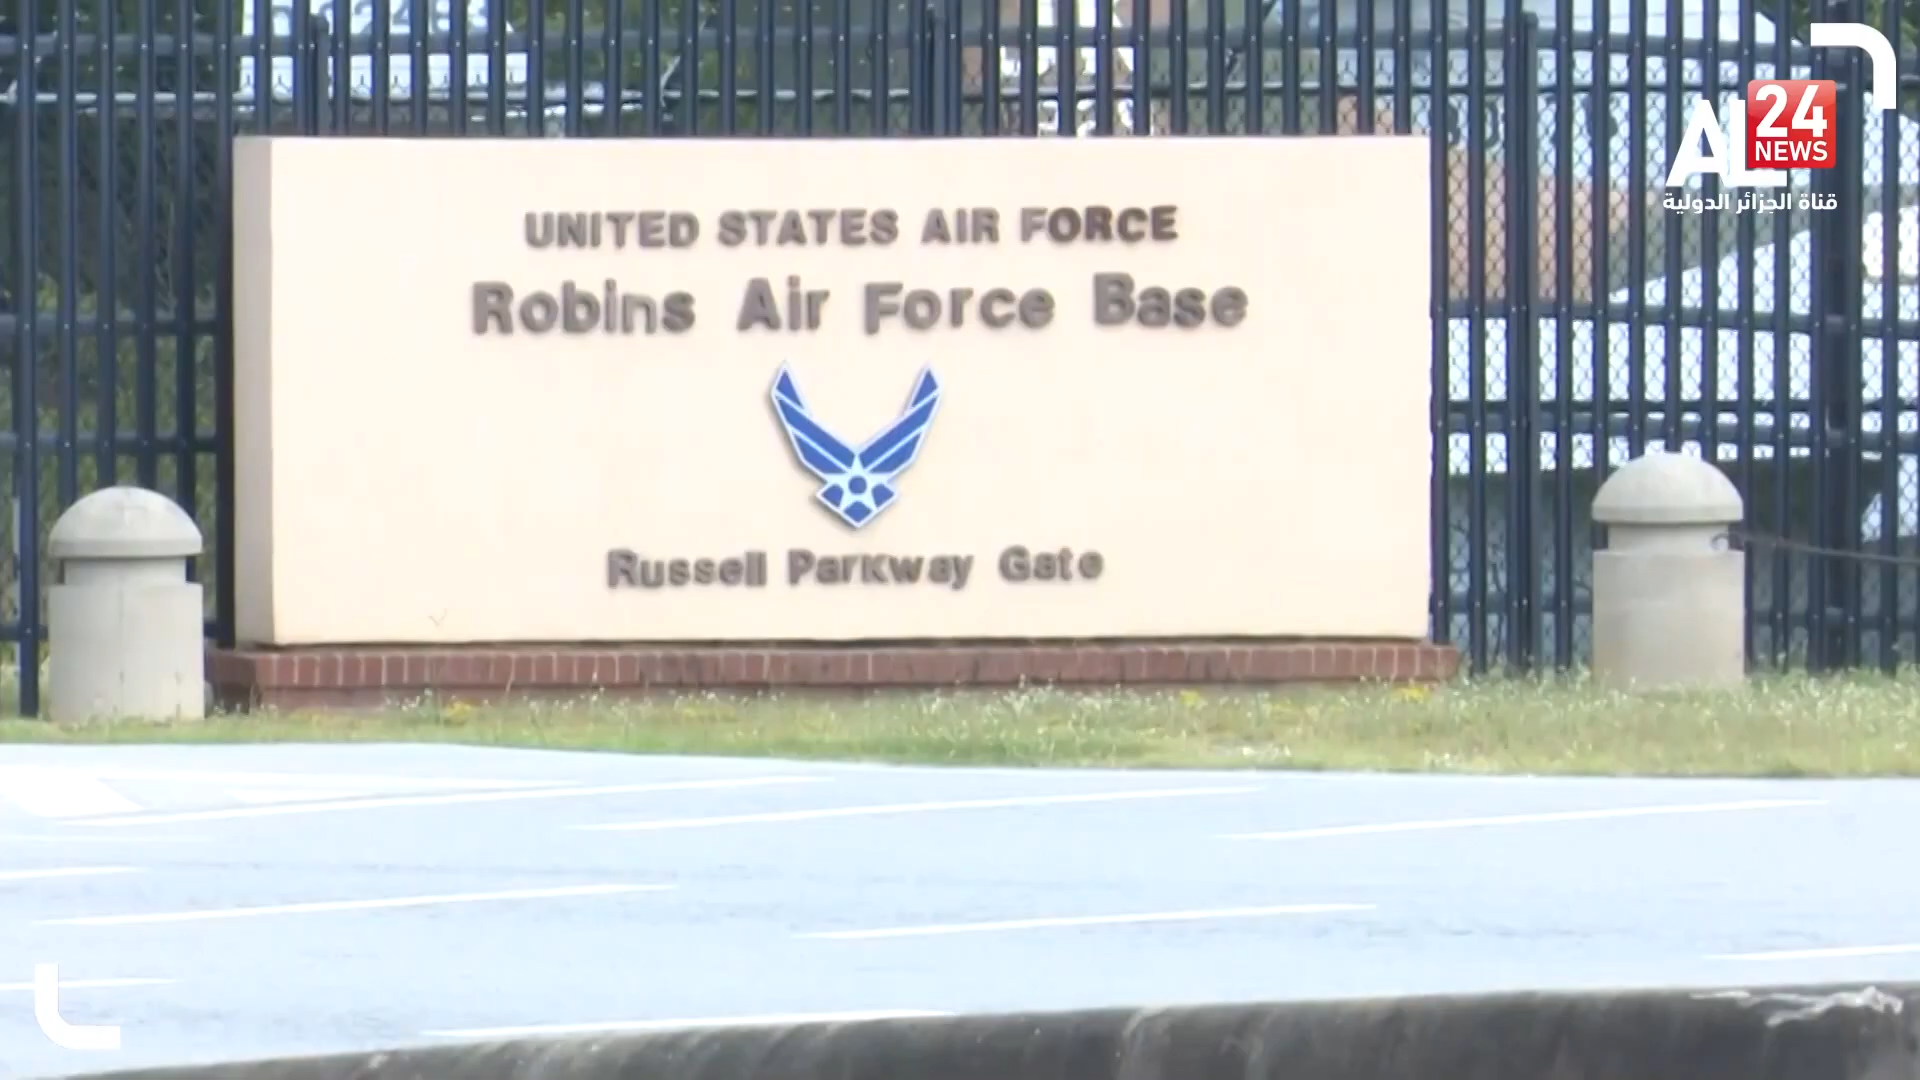 AL
24
NEWS
قناة الجزائر الدولية
UNITED STATES AIR FORCE
Robins Air Force Base
Russell Parkway Gate